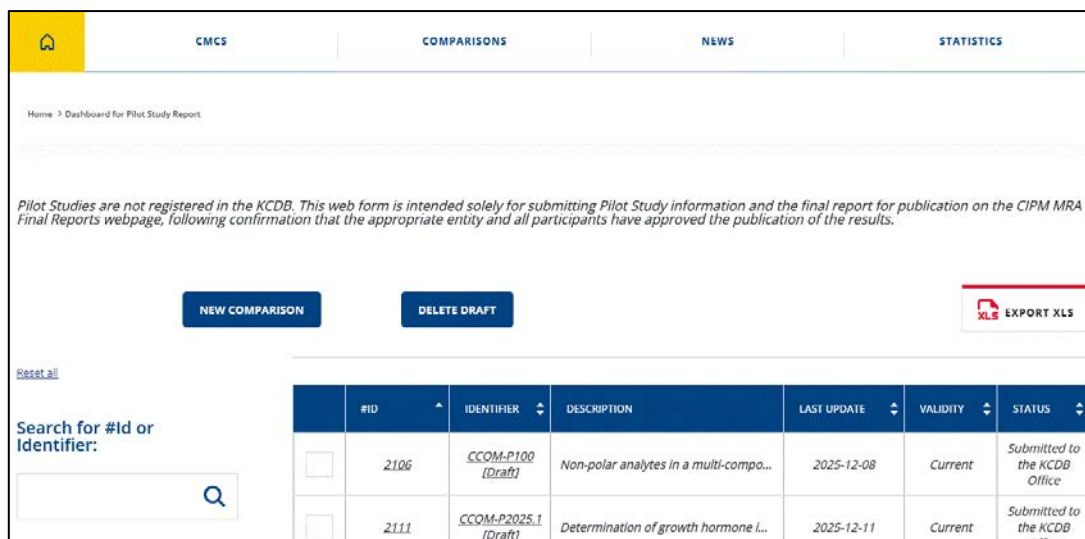 CMCS COMPARISONS NEWS STATISTICS
Home > Dashboard for Pilot Study Report
Pilot Studies are not registered in the KCDB. This web form is intended solely for submitting Pilot Study information and the final report for publication on the CIPM MRA
Final Reports webpage, following confirmation that the appropriate entity and all participants have approved the publication of the results.
NEW COMPARISON DELETE DRAFT XLS EXPORT XLS
Reset all
Search for #Id or
Identifier:
#ID IDENTIFIER DESCRIPTION LAST UPDATE VALIDITY STATUS
2106 CCQM-P100 [Draft] Non-polar analytes in a multi-compo... 2025-12-08 Current Submitted to the KCDB Office
2111 CCQM-P2025.1 [Draft] Determination of growth hormone i... 2025-12-11 Current Submitted to the KCDB